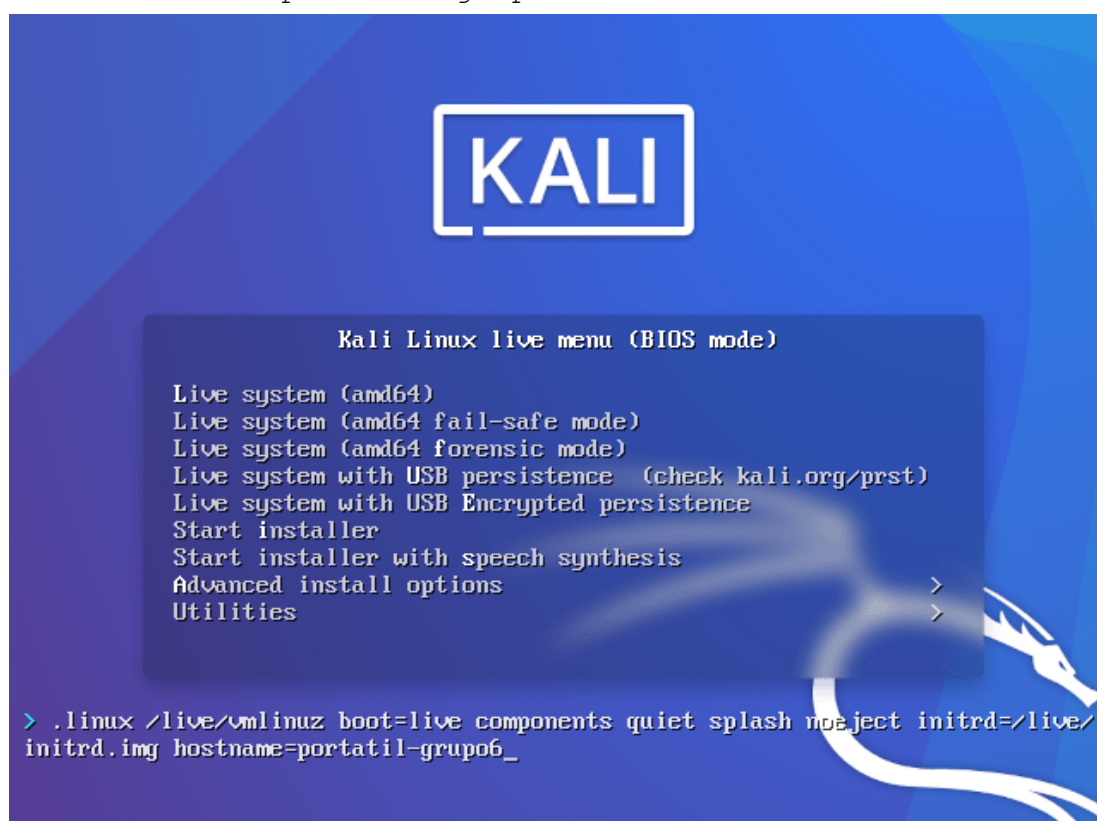 KALI
Kali Linux live menu (BIOS mode)
Live system (amd64)
Live system (amd64 fail-safe mode)
Live system (amd64 forensic mode)
Live system with USB persistence  (check kali.org/prst)
Live system with USB Encrypted persistence
Start installer
Start installer with speech synthesis
Advanced install options >
Utilities >
> .linux /live/vmlinuz boot=live components quiet splash noeject initrd=/live/
initrd.img hostname=portatil-grupo6_